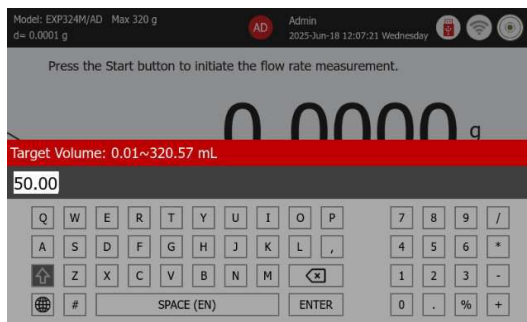 Model: EXP324M/AD Max 320 g
d= 0.0001 g
AD
Admin
2025-Jun-18 12:07:21 Wednesday
Press the Start button to initiate the flow rate measurement.
0.0000 g
Target Volume: 0.01~320.57 mL
50.00
Q W E R T Y U I O P 7 8 9 /
A S D F G H J K L , 4 5 6 *
Z X C V B N M 1 2 3 -
# SPACE (EN) ENTER 0 . % +